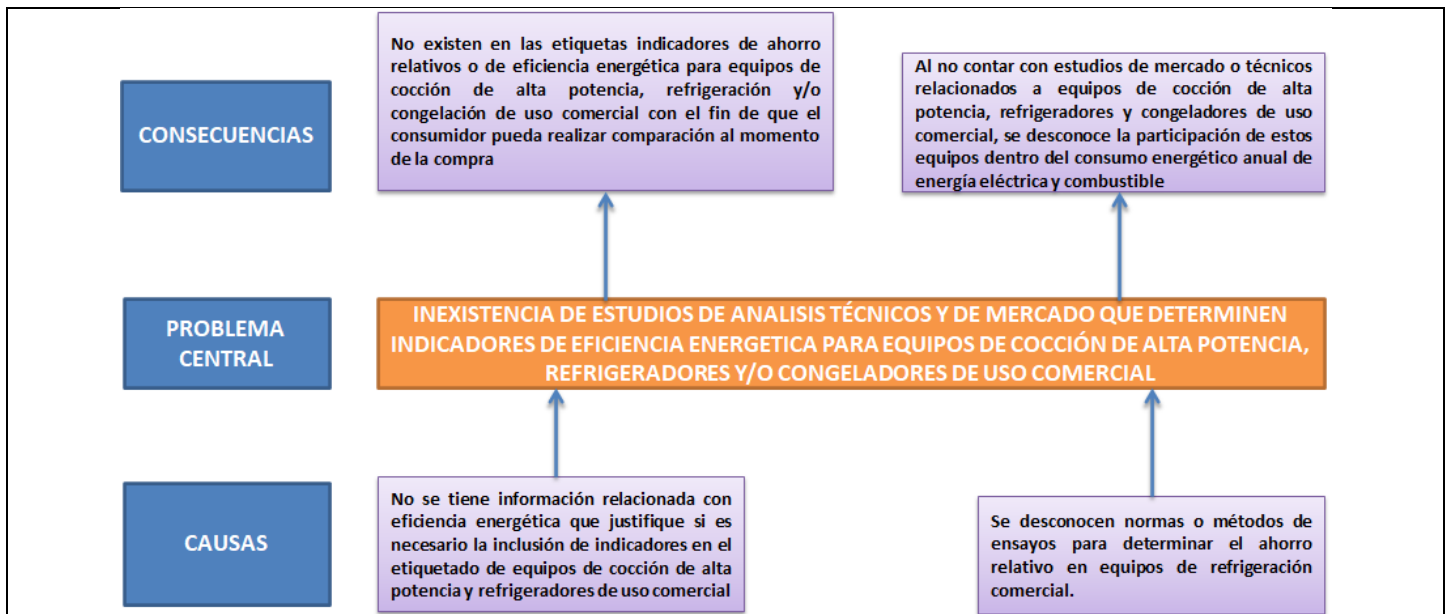 CONSECUENCIAS
No existen en las etiquetas indicadores de ahorro
relativos o de eficiencia energética para equipos de
cocción de alta potencia, refrigeración y/o
congelación de uso comercial con el fin de que el
consumidor pueda realizar comparación al momento
de la compra
Al no contar con estudios de mercado o técnicos
relacionados a equipos de cocción de alta
potencia, refrigeradores y congeladores de uso
comercial, se desconoce la participación de estos
equipos dentro del consumo energético anual de
energía eléctrica y combustible
PROBLEMA
CENTRAL
INEXISTENCIA DE ESTUDIOS DE ANALISIS TÉCNICOS Y DE MERCADO QUE DETERMINEN
INDICADORES DE EFICIENCIA ENERGETICA PARA EQUIPOS DE COCCIÓN DE ALTA POTENCIA,
REFRIGERADORES Y/O CONGELADORES DE USO COMERCIAL
CAUSAS
No se tiene información relacionada con
eficiencia energética que justifique si es
necesario la inclusión de indicadores en el
etiquetado de equipos de cocción de alta
potencia y refrigeradores de uso comercial
Se desconocen normas o métodos de
ensayos para determinar el ahorro
relativo en equipos de refrigeración
comercial.